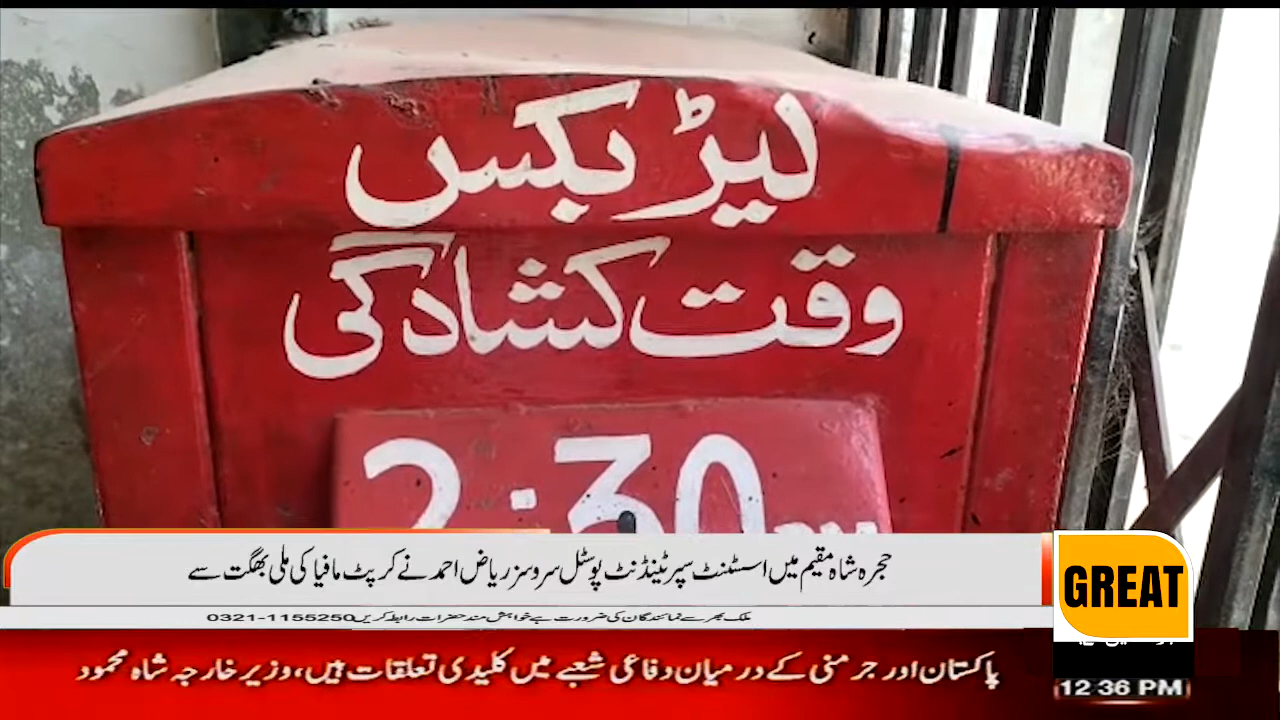 لیڑ بکس
وقت کشادگی
2:30 PM
حجرہ شاہ مقیم میں اسسٹنٹ سپرٹینڈنٹ پوسٹل سروسز ریاض احمد نے کرپٹ مافیا کی ملی بھگت سے
GREAT
ملک بھر سے نمائندگان کی ضرورت ہے خواہش مند حضرات رابطہ کریں 0321-1155250
پاکستان اور جرمنی کے درمیان دفاعی شعبے میں کلیدی تعلقات ہیں، وزیر خارجہ شاہ محمود
12:36 PM